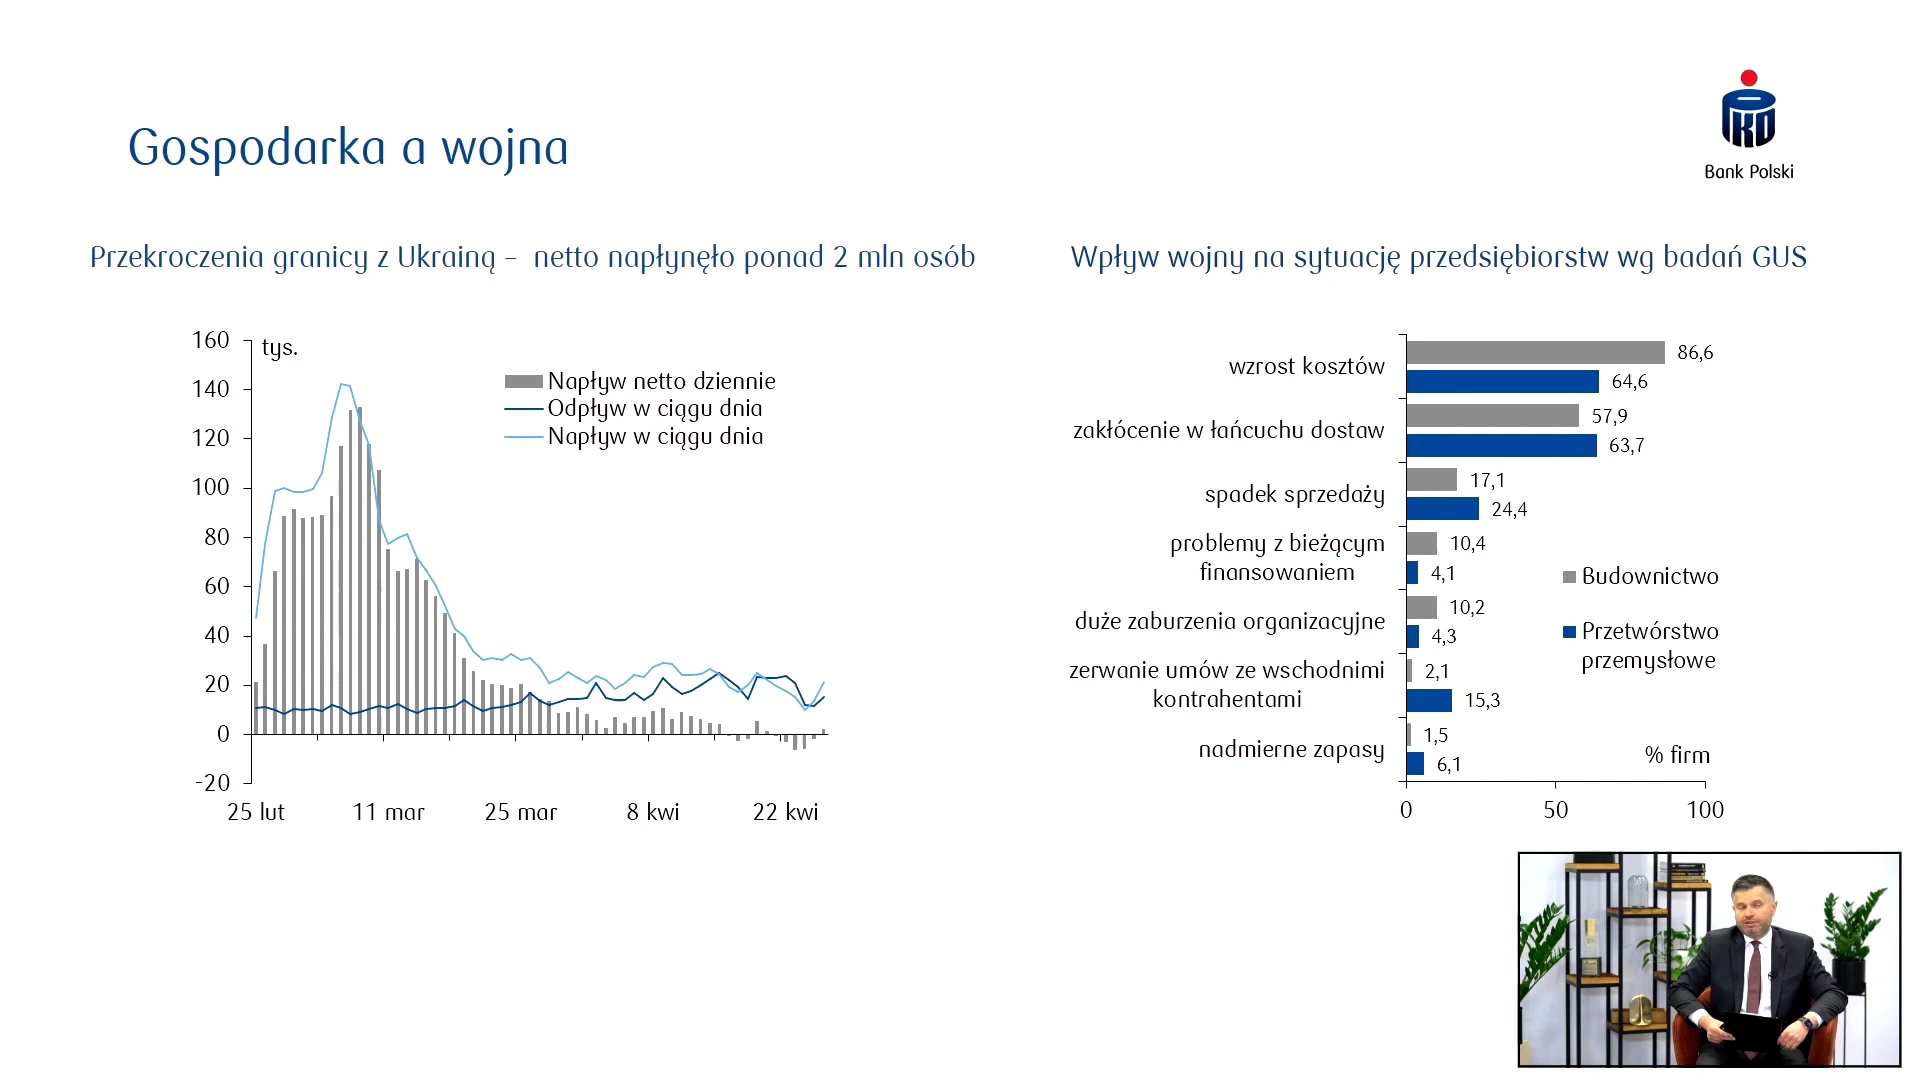 Gospodarka a wojna
PKO
Bank Polski
Przekroczenia granicy z Ukrainą – netto napłynęło ponad 2 mln osób
160
140
120
100
80
60
40
20
0
-20
tys.
Napływ netto dziennie
Odpływ w ciągu dnia
Napływ w ciągu dnia
25 lut
11 mar
25 mar
8 kwi
22 kwi
Wpływ wojny na sytuację przedsiębiorstw wg badań GUS
wzrost kosztów
86,6
64,6
zakłócenie w łańcuchu dostaw
57,9
63,7
spadek sprzedaży
17,1
24,4
problemy z bieżącym
finansowaniem
10,4
4,1
duże zaburzenia organizacyjne
10,2
4,3
zerwanie umów ze wschodnimi
kontrahentami
2,1
15,3
nadmierne zapasy
1,5
6,1
Budownictwo
Przetwórstwo
przemysłowe
% firm
0
50
100